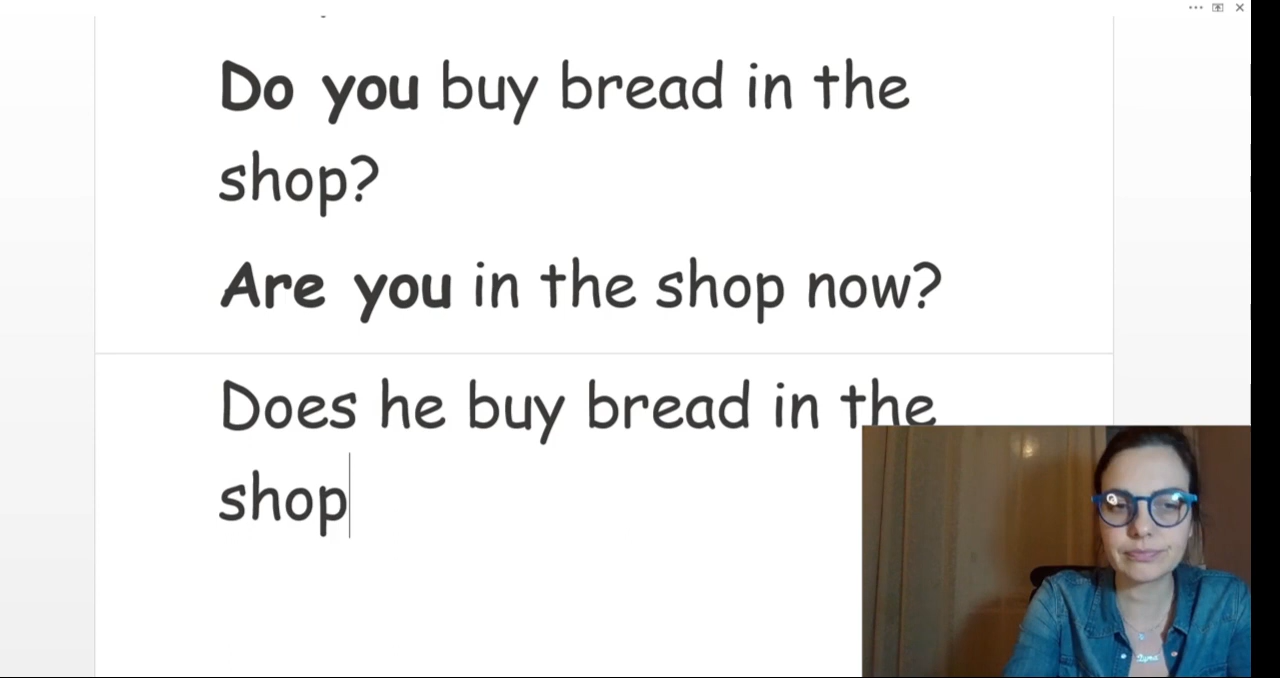 Do you buy bread in the
shop?
Are you in the shop now?
Does he buy bread in the
shop